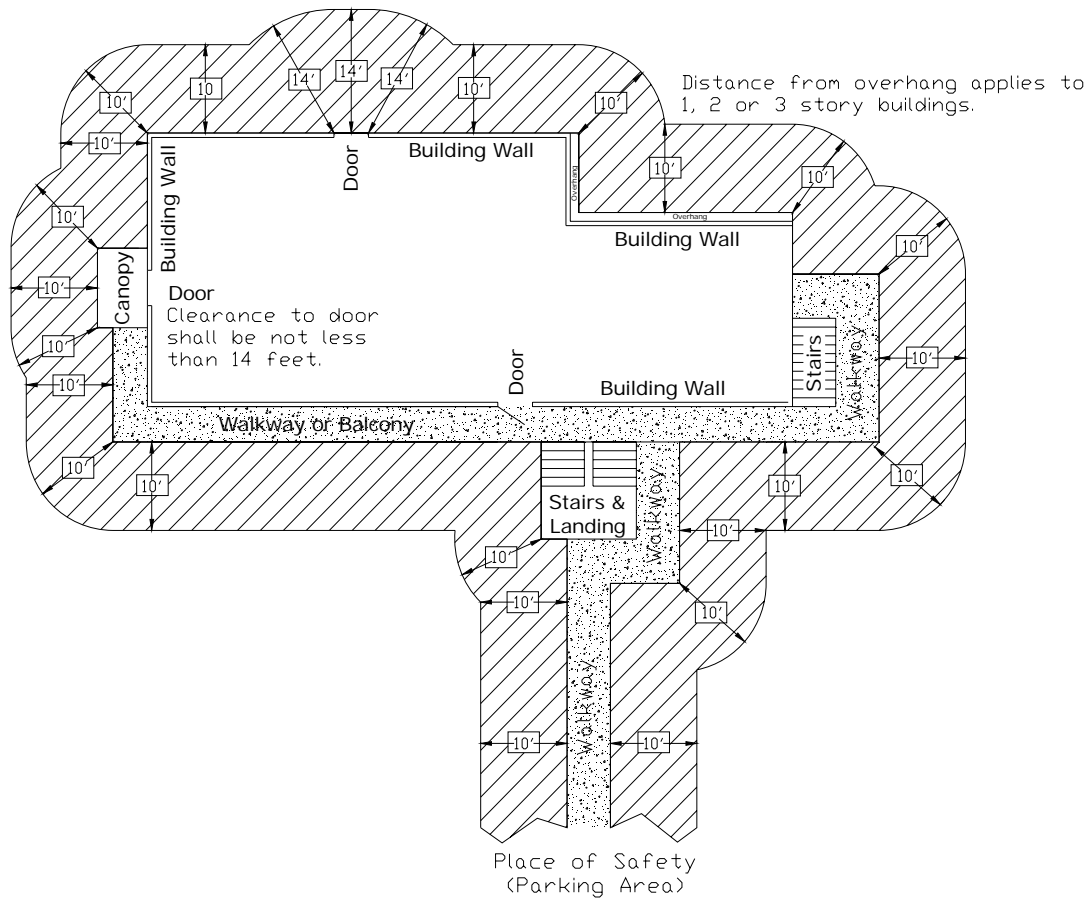 14'
14'
14'
10
10'
10'
10'
10'
Distance from overhang applies to
1, 2 or 3 story buildings.
Building Wall
Door
Building Wall
Overhang
10'
10'
Overhang
Building Wall
10'
10'
10'
Canopy
Door
Clearance to door
shall be not less
than 14 feet.
10'
10'
Door
Building Wall
Stairs
Walkway
10'
Walkway or Balcony
10'
10'
10'
10'
Stairs &
Landing
Walkway
10'
10'
10'
10'
Walkway
10'
10'
Place of Safety
(Parking Area)